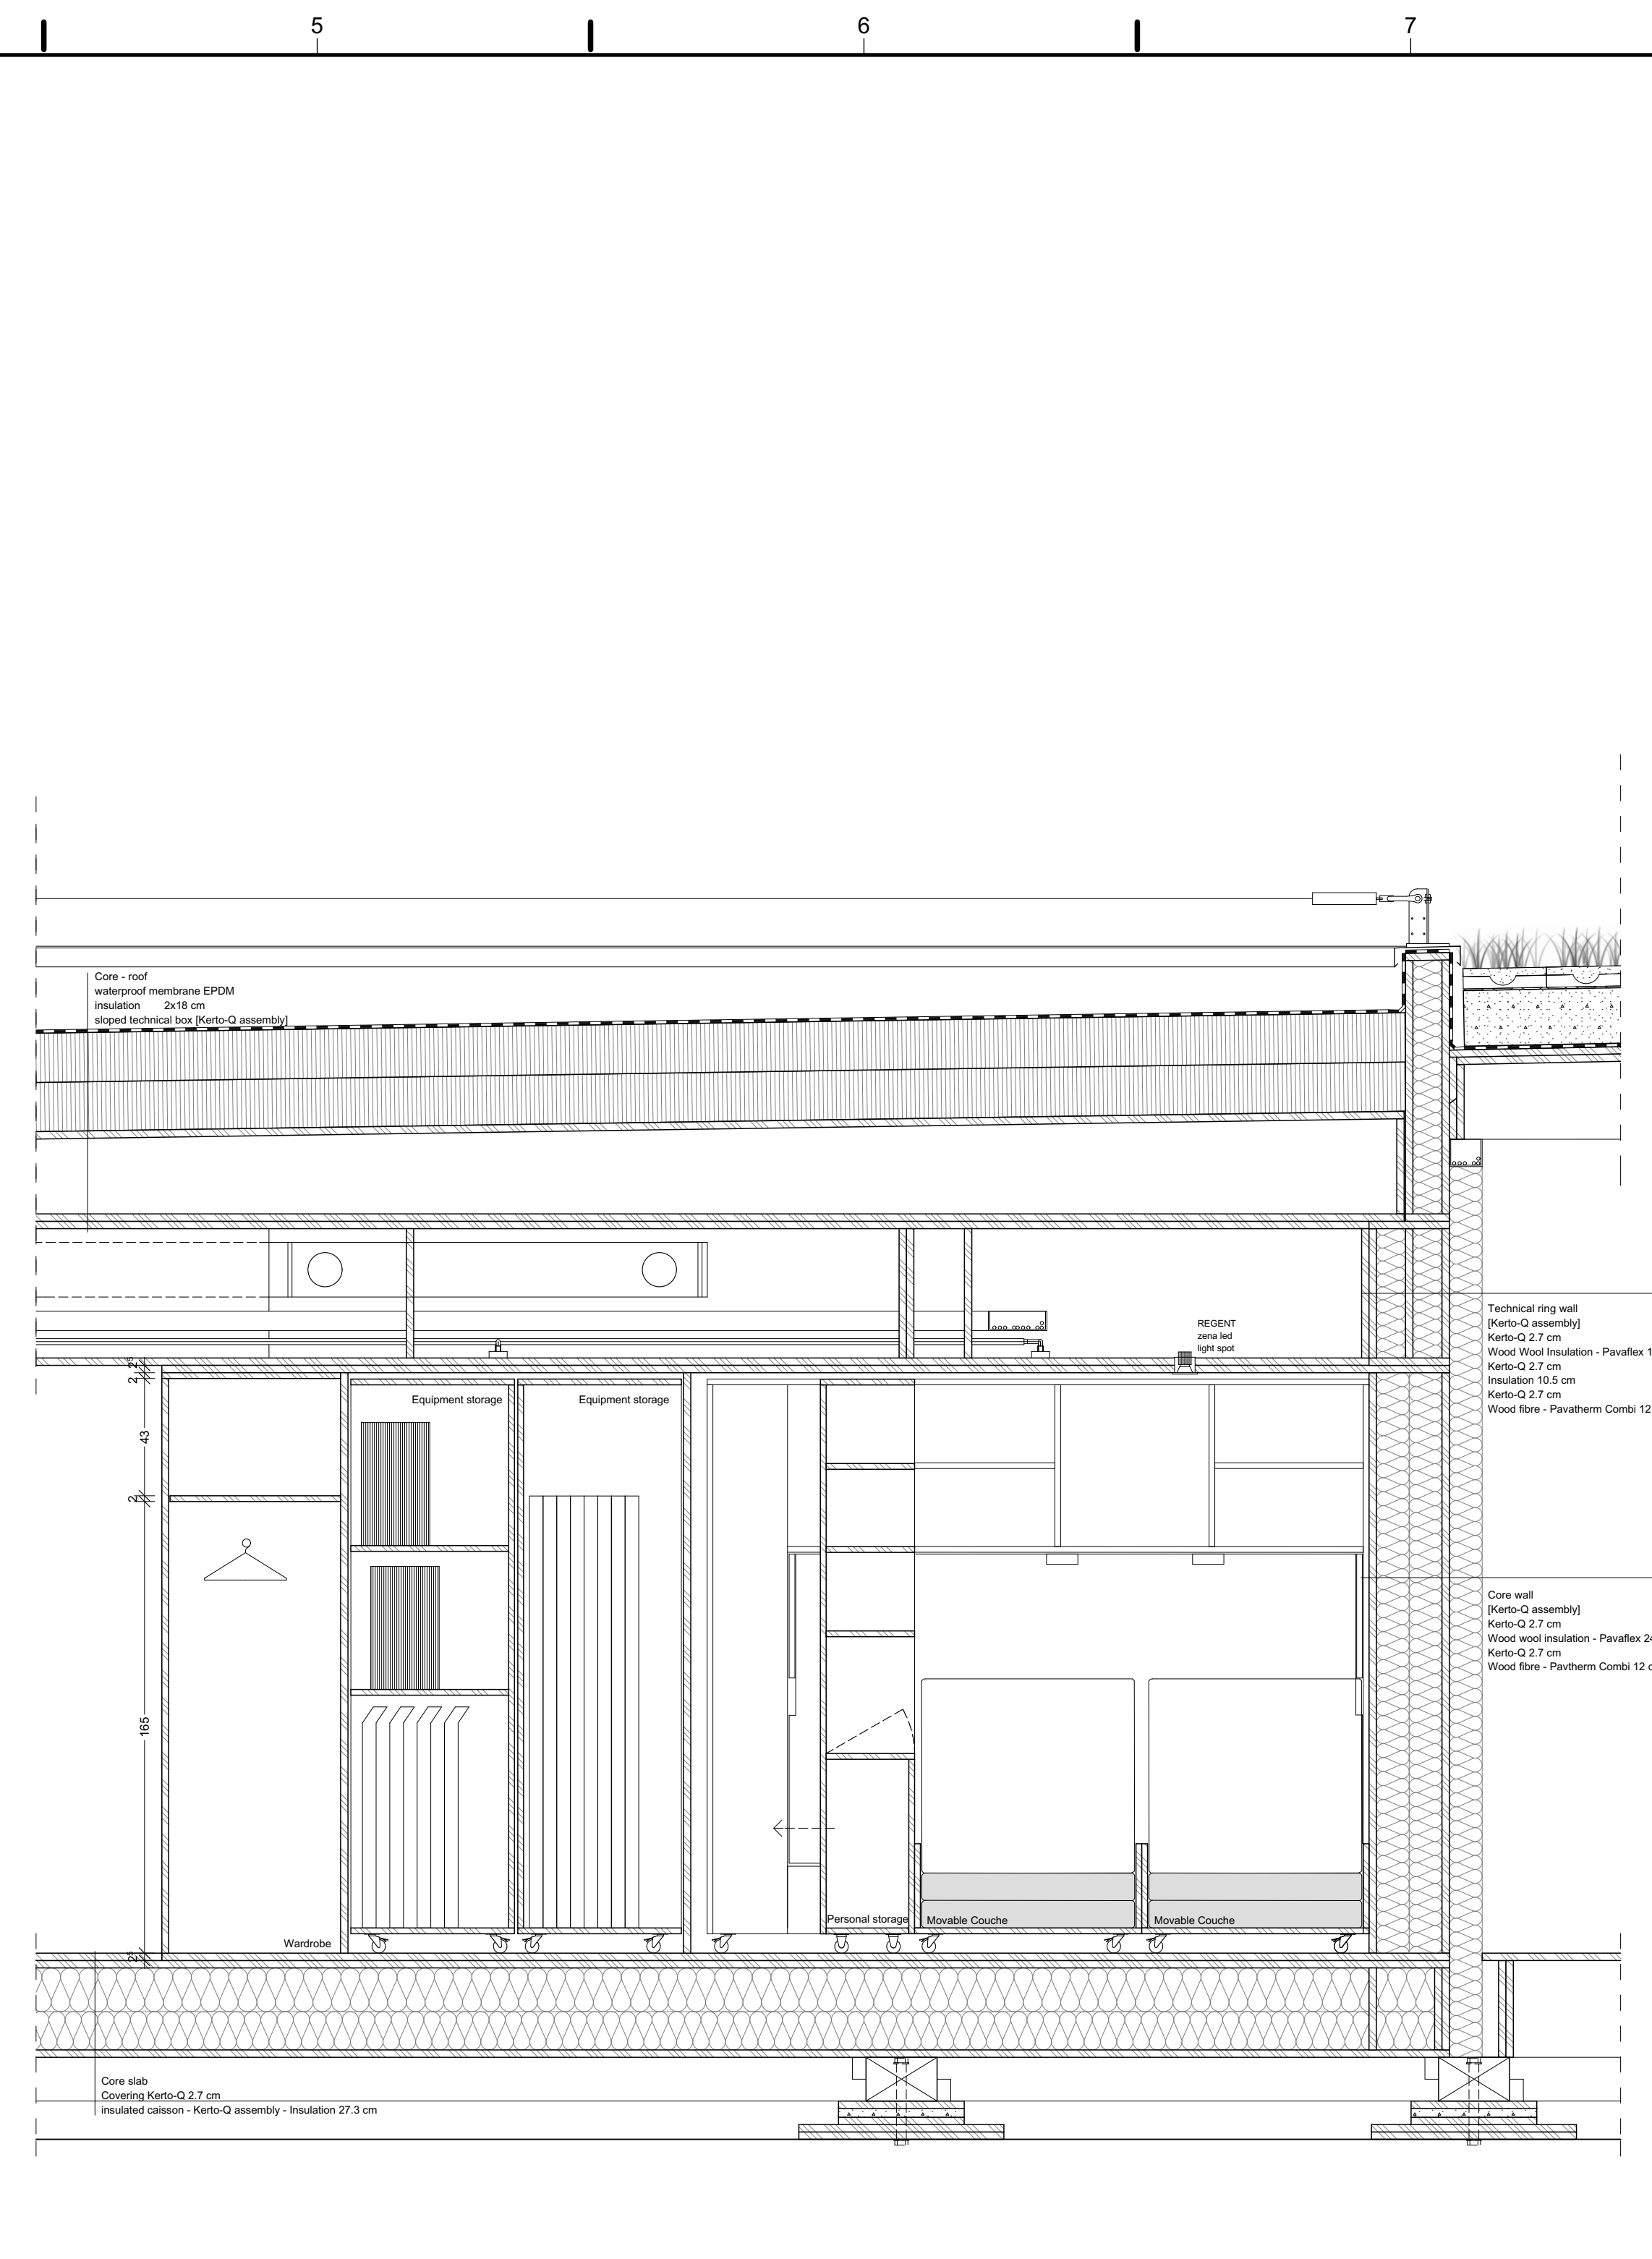 5
6
7
Core - roof
waterproof membrane EPDM
insulation 2x18 cm
sloped technical box [Kerto-Q assembly]
Technical ring wall
[Kerto-Q assembly]
Kerto-Q 2.7 cm
Wood Wool Insulation - Pavaflex 1
Kerto-Q 2.7 cm
Insulation 10.5 cm
Kerto-Q 2.7 cm
Wood fibre - Pavatherm Combi 12
REGENT
zena led
light spot
2⁵
2
43
2
165
2⁵
Equipment storage
Equipment storage
Core wall
[Kerto-Q assembly]
Kerto-Q 2.7 cm
Wood wool insulation - Pavaflex 24
Kerto-Q 2.7 cm
Wood fibre - Pavtherm Combi 12 c
Wardrobe
Personal storage
Movable Couche
Movable Couche
Core slab
Covering Kerto-Q 2.7 cm
insulated caisson - Kerto-Q assembly - Insulation 27.3 cm